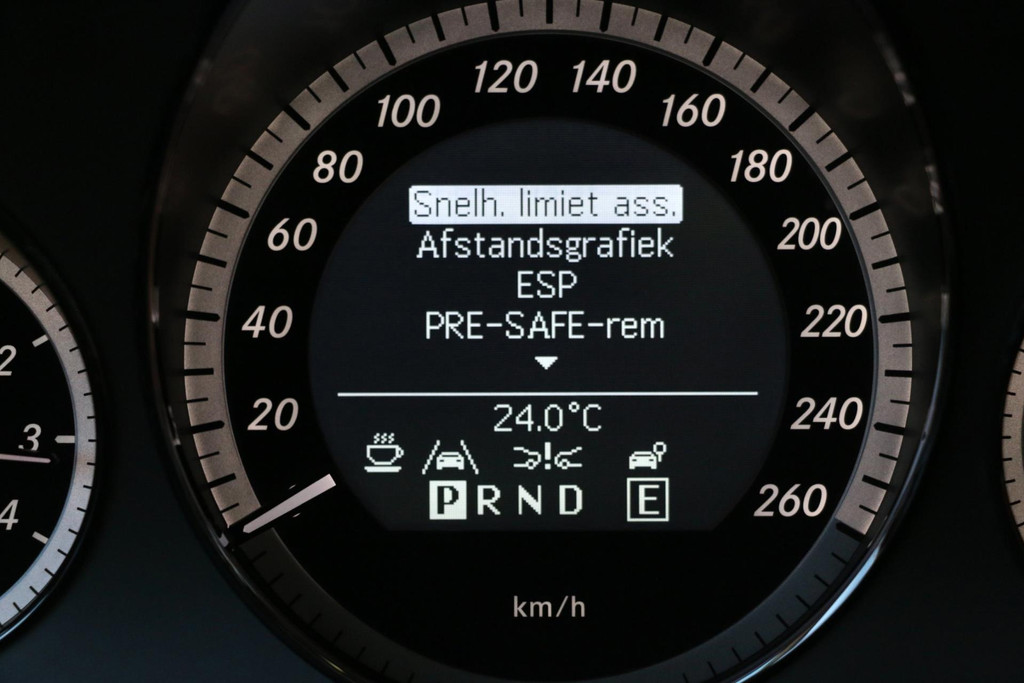 120 140
100 160
80 180
Snelh. limiet ass.
60 Afstandsgrafiek 200
ESP
40 PRE-SAFE-rem 220
2
20 24.0°C 240
3
P R N D E 260
4
km/h